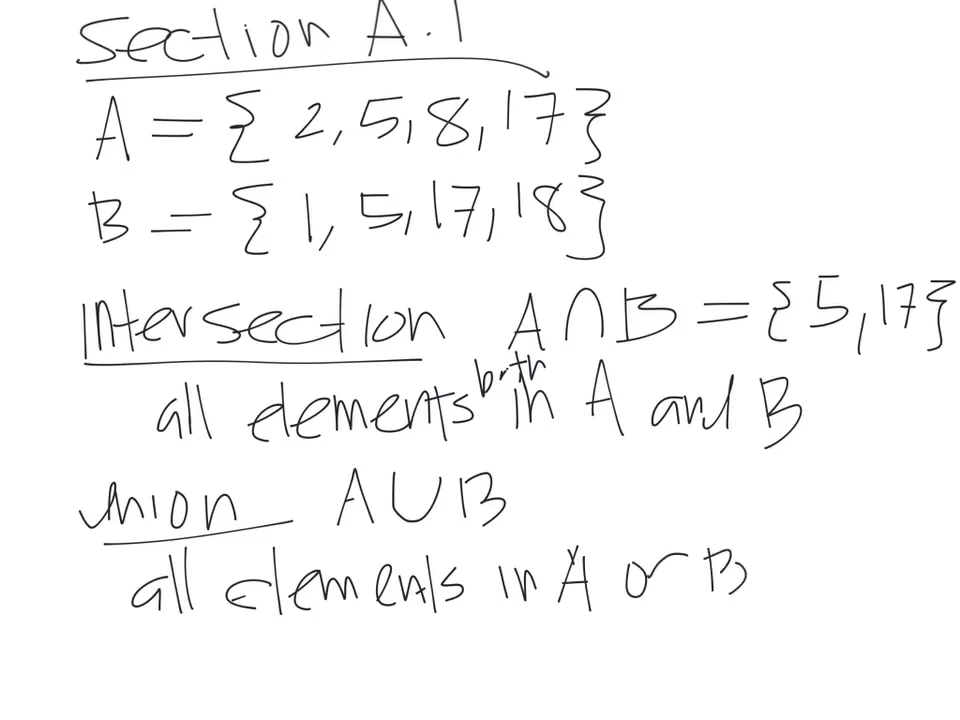 Section A.1
A = { 2, 5, 8, 17}
B = { 1, 5, 17, 18}
Intersection A ∩ B = {5, 17}
all elements both in A and B
Union A ∪ B
all elements in A or B